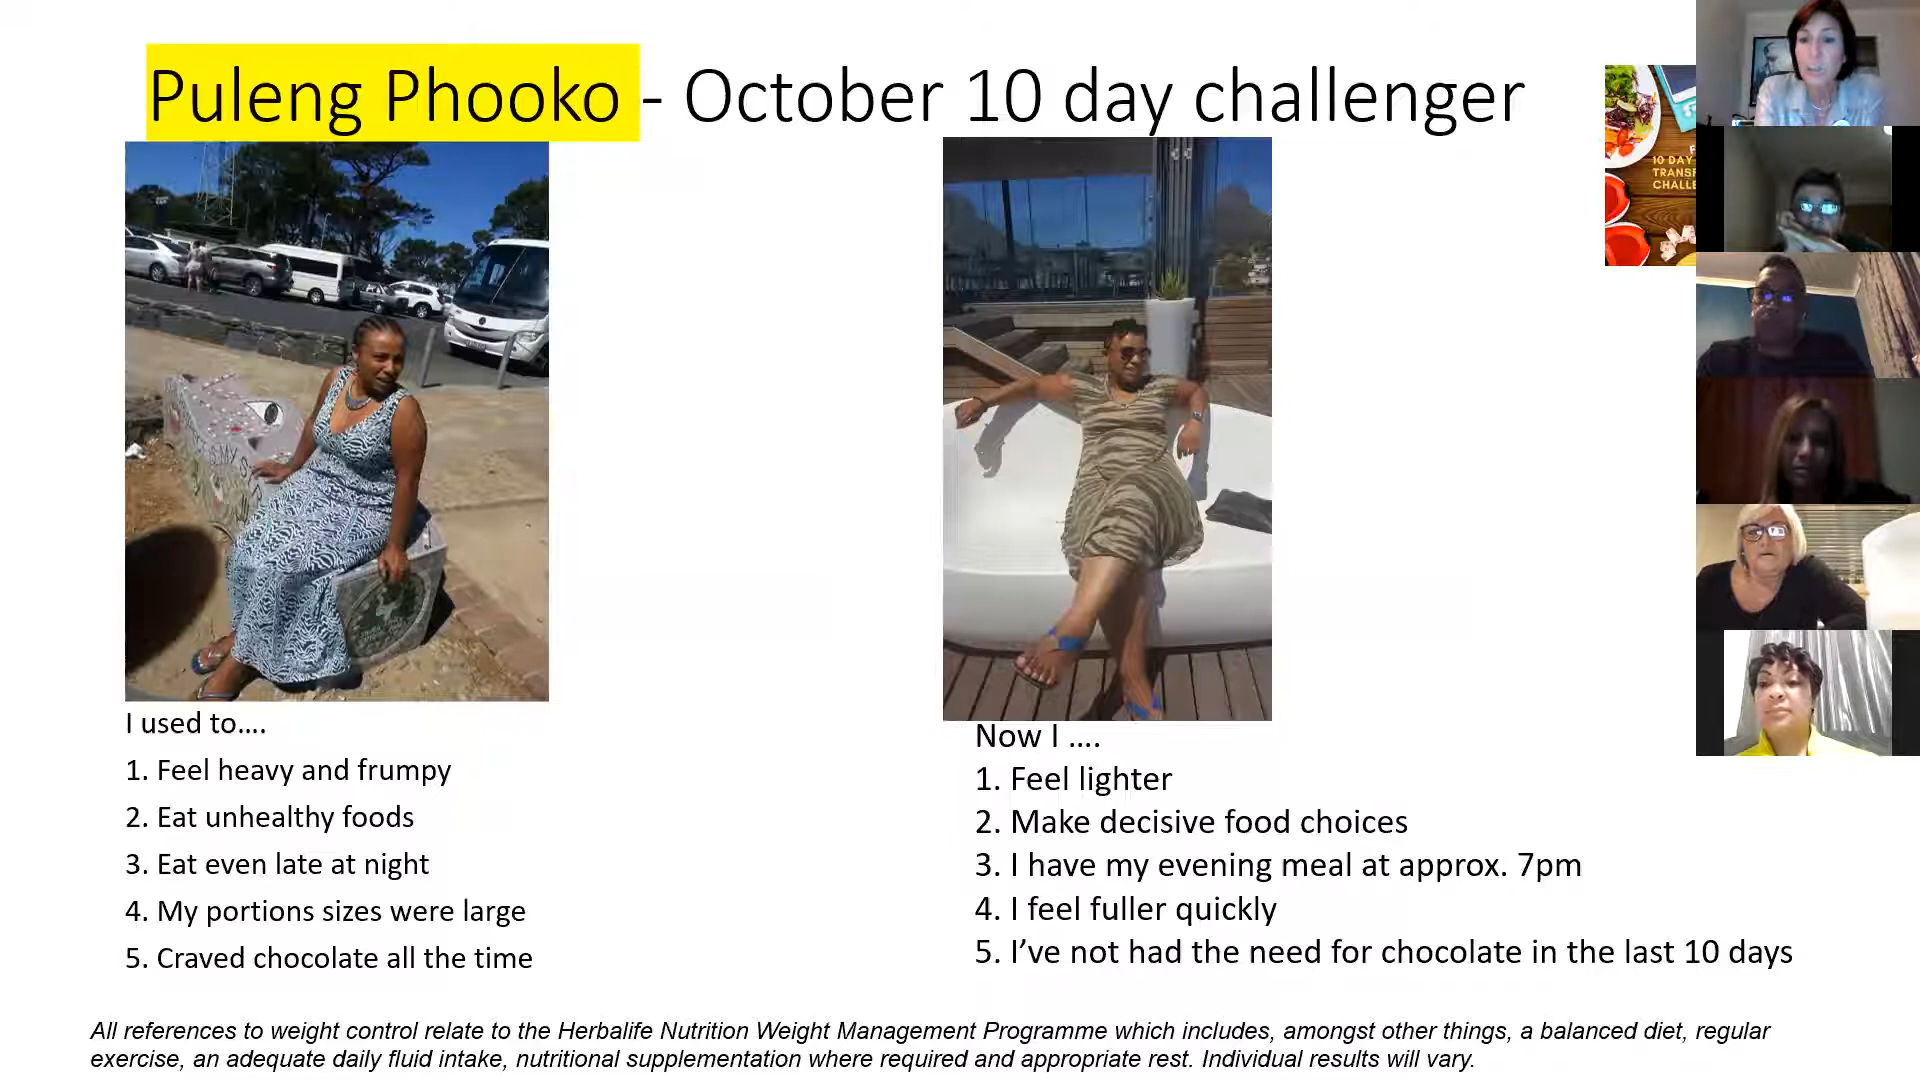 Puleng Phooko - October 10 day challenger
10 DAY
I used to....
1. Feel heavy and frumpy
2. Eat unhealthy foods
3. Eat even late at night
4. My portions sizes were large
5. Craved chocolate all the time
Now I ....
1. Feel lighter
2. Make decisive food choices
3. I have my evening meal at approx. 7pm
4. I feel fuller quickly
5. I’ve not had the need for chocolate in the last 10 days
All references to weight control relate to the Herbalife Nutrition Weight Management Programme which includes, amongst other things, a balanced diet, regular
exercise, an adequate daily fluid intake, nutritional supplementation where required and appropriate rest. Individual results will vary.